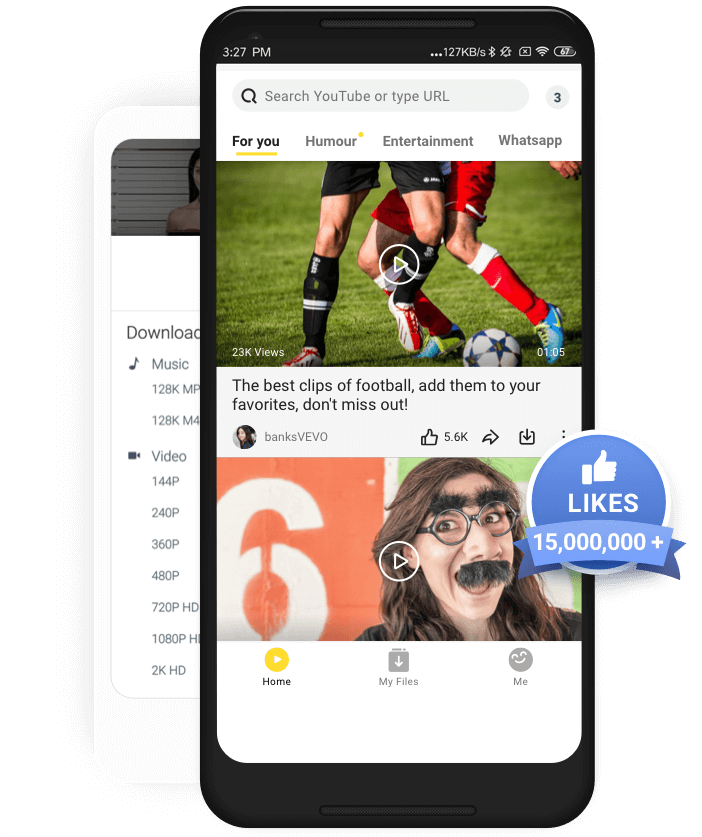 3:27 PM
...127KB/s
67
Search YouTube or type URL
3
For you
Humour
Entertainment
Whatsapp
23K Views
01:05
The best clips of football, add them to your
favorites, don't miss out!
banksVEVO
5.6K
6
Home
My Files
Me
Download
Music
128K MP
128K M4
Video
144P
240P
360P
480P
720P HD
1080P H
2K HD
LIKES
15,000,000 +